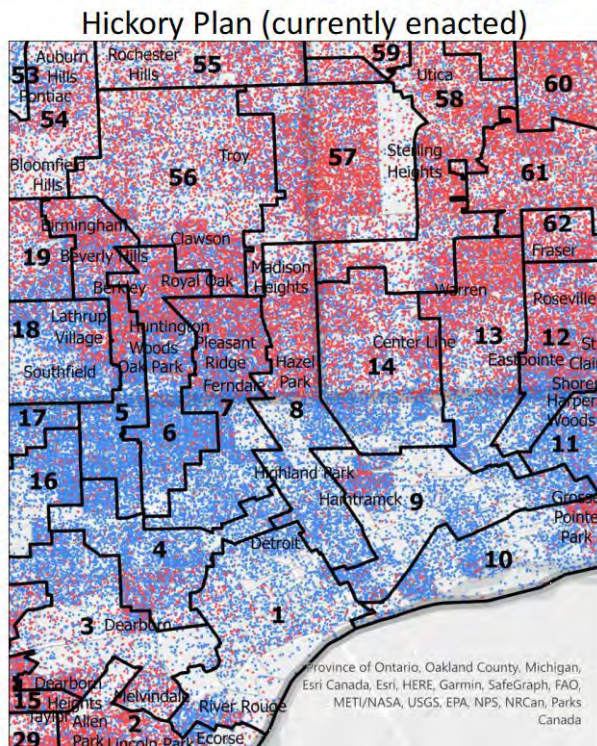 Hickory Plan (currently enacted)
53
Auburn
Hills
Rochester
Hills
55
59
Utica
58
60
Pontiac
54
Troy
57
Sterling
Heights
56
61
Bloomfield
Hills
62
Fraser
Birmingham
Clawson
19
Beverly Hills
Madison
Heights
Berkley
Royal Oak
Warren
Roseville
18
Lathrup
Village
Huntington
Woods
Pleasant
Ridge
Center Line
13
12
Southfield
Oak Park
Ferndale
Hazel
Park
14
Eastpointe
St
Clair
Shores
17
5
6
7
8
Harper
Woods
11
16
Highland Park
Hamtramck
9
Grosse
Pointe
Park
4
Detroit
10
3
Dearborn
1
Dearborn
Heights
15
Melvindale
River Rouge
Taylor
Allen
Park
2
Lincoln Park
Ecorse
29
Province of Ontario, Oakland County, Michigan,
Esri Canada, Esri, HERE, Garmin, SafeGraph, FAO,
METI/NASA, USGS, EPA, NPS, NRCan, Parks
Canada